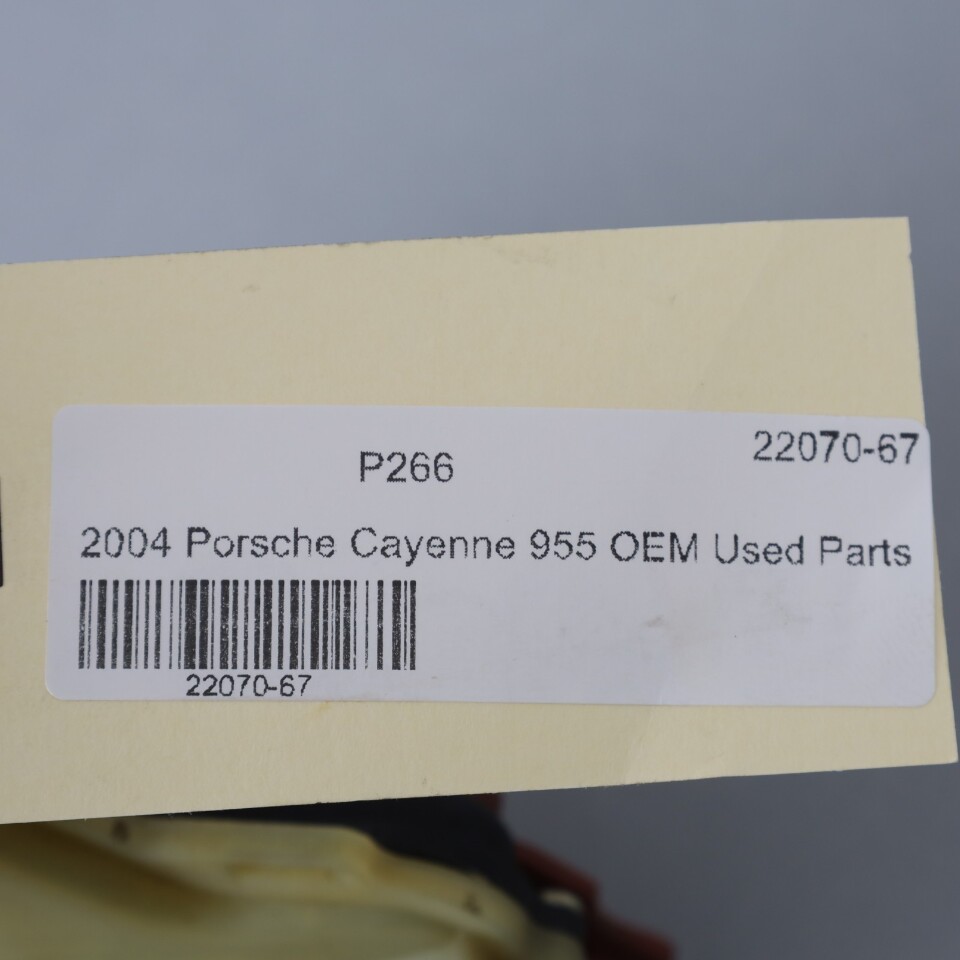 P266
22070-67
2004 Porsche Cayenne 955 OEM Used Parts
22070-67